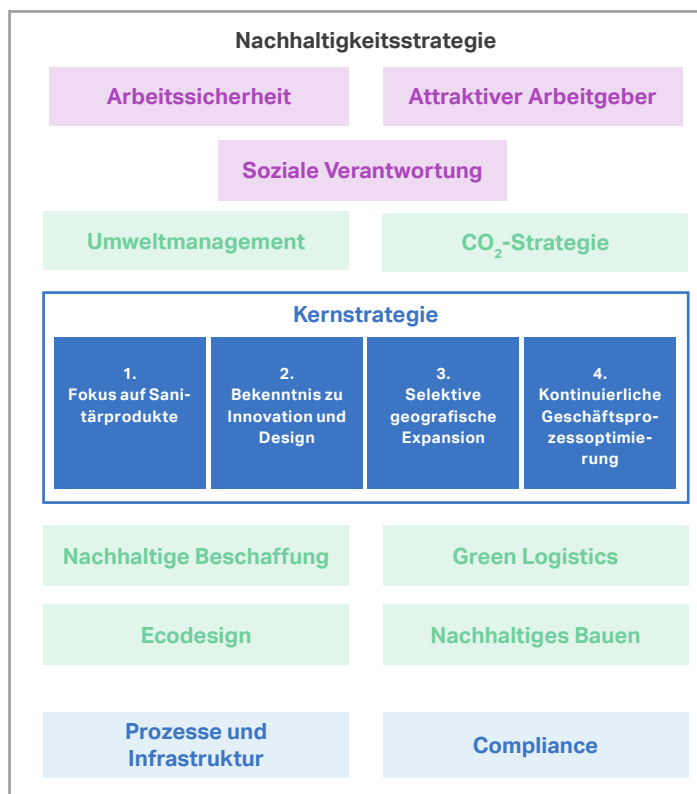 Nachhaltigkeitsstrategie
Arbeitssicherheit
Attraktiver Arbeitgeber
Soziale Verantwortung
Umweltmanagement
CO₂-Strategie
Kernstrategie
1.
Fokus auf Sani-
tärprodukte
2.
Bekenntnis zu
Innovation und
Design
3.
Selektive
geografische
Expansion
4.
Kontinuierliche
Geschäftspro-
zessoptimie-
rung
Nachhaltige Beschaffung
Green Logistics
Ecodesign
Nachhaltiges Bauen
Prozesse und
Infrastruktur
Compliance